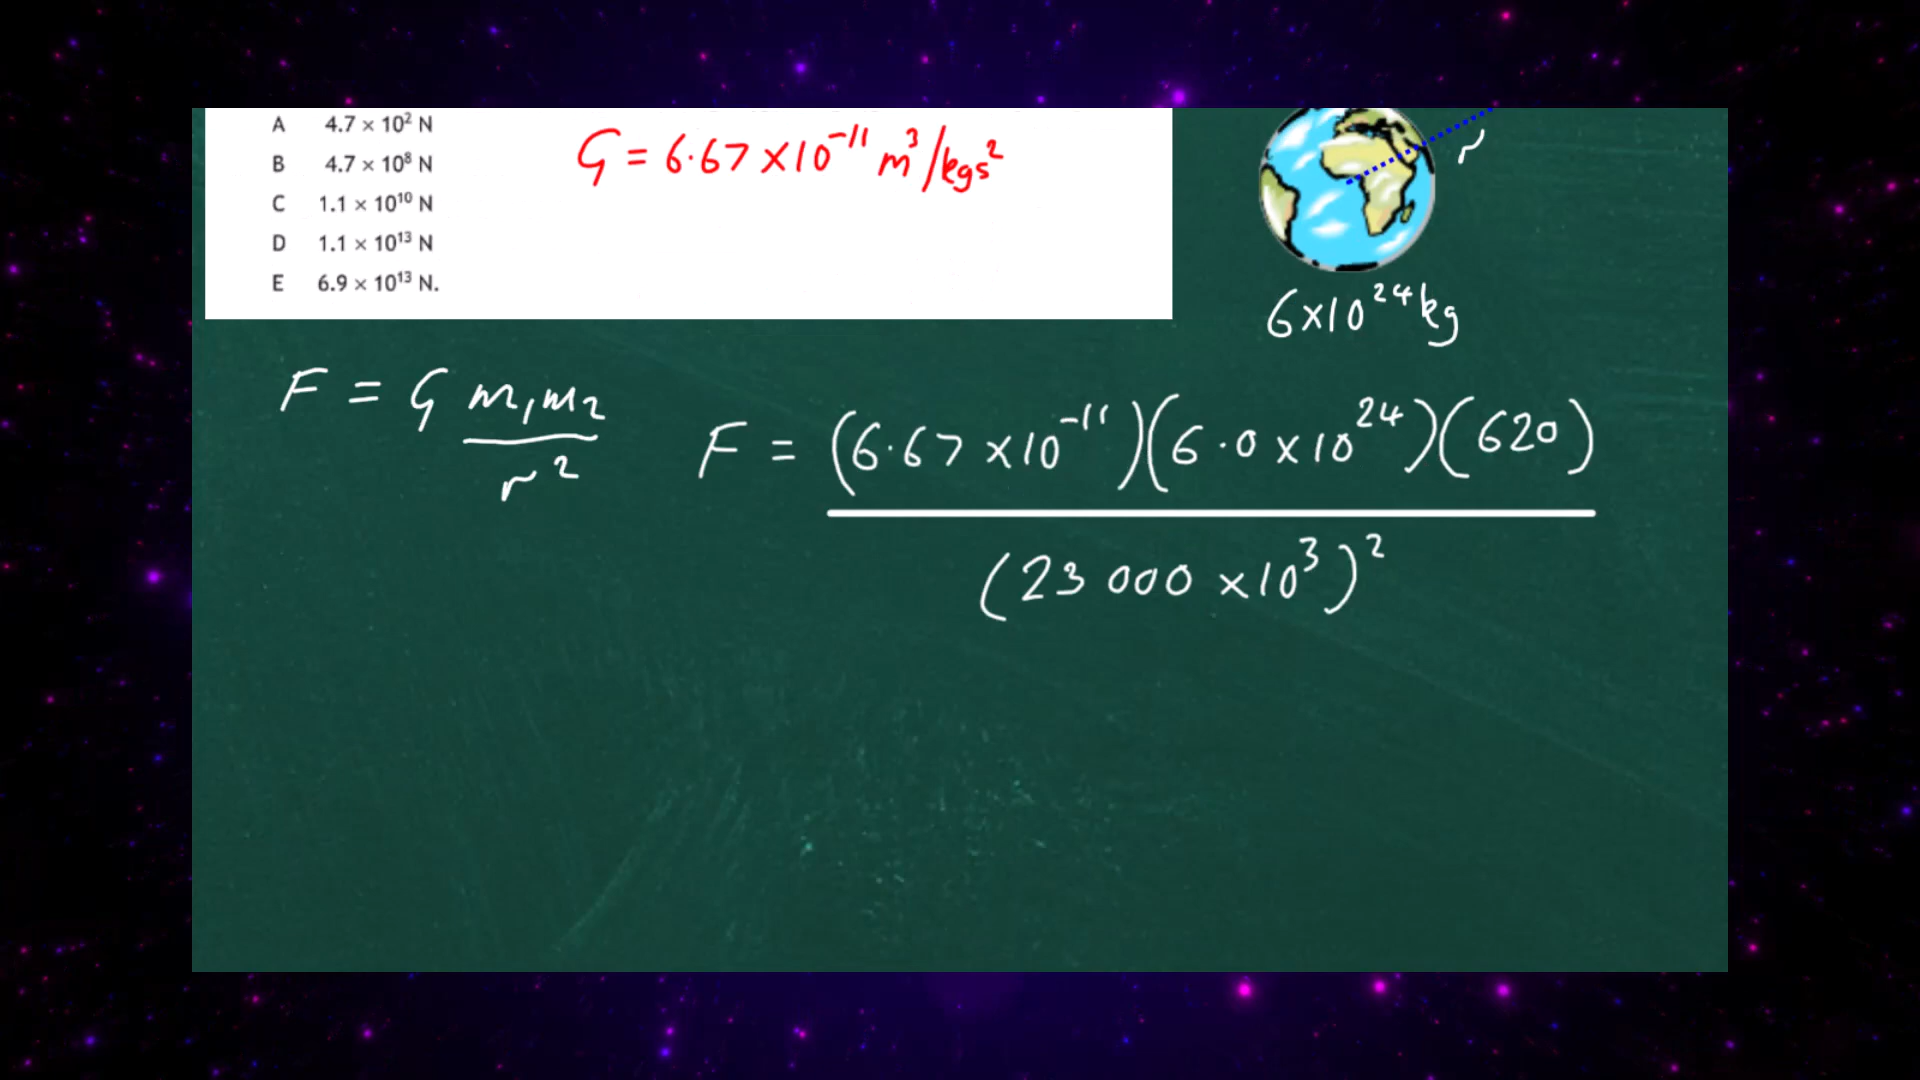 A 4.7 × 10² N
B 4.7 × 10⁸ N
C 1.1 × 10¹⁰ N
D 1.1 × 10¹³ N
E 6.9 × 10¹³ N.
G = 6.67 × 10⁻¹¹ m³/kgs²
r
6×10²⁴kg
F = G m₁m₂
r²
F = (6.67 × 10⁻¹¹)(6.0 × 10²⁴)(620)
(23 000 × 10³)²